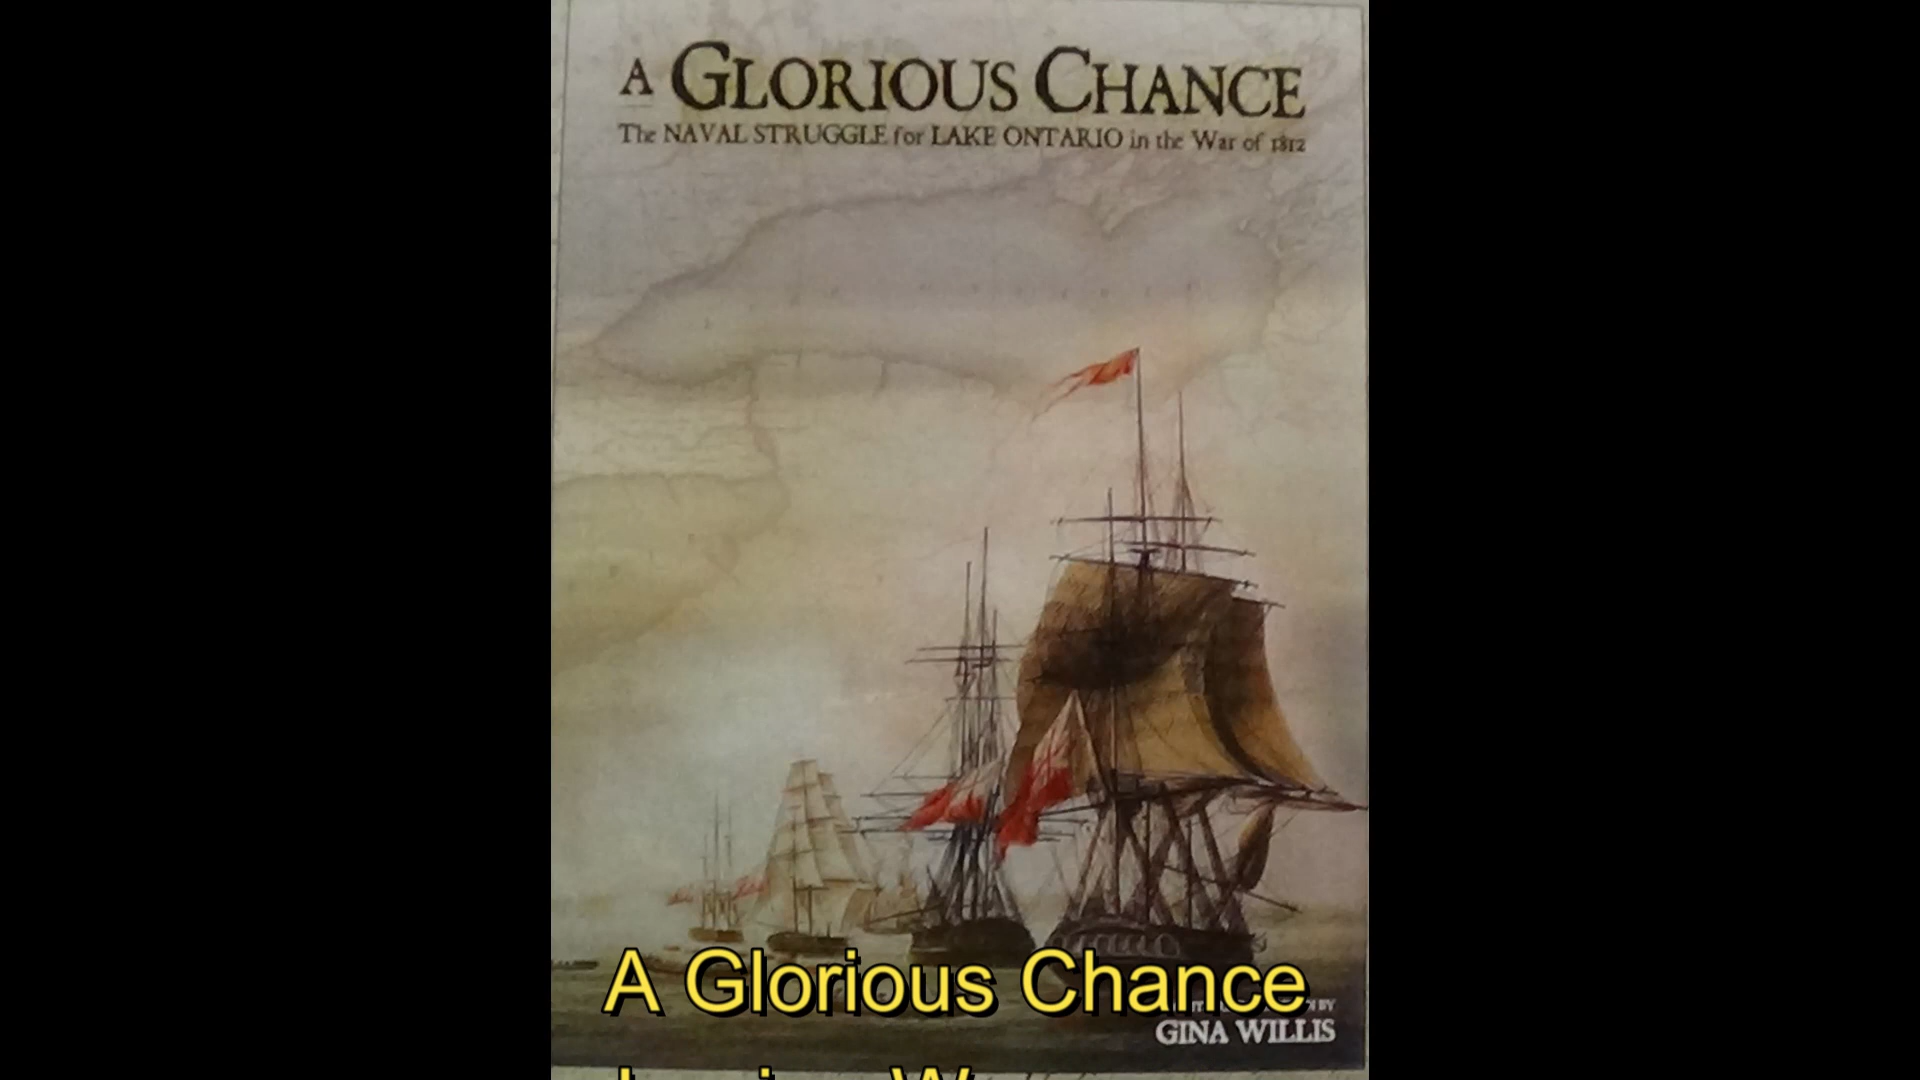 A GLORIOUS CHANCE
The NAVAL STRUGGLE for LAKE ONTARIO in the War of 1812
A Glorious Chance
GINA WILLIS